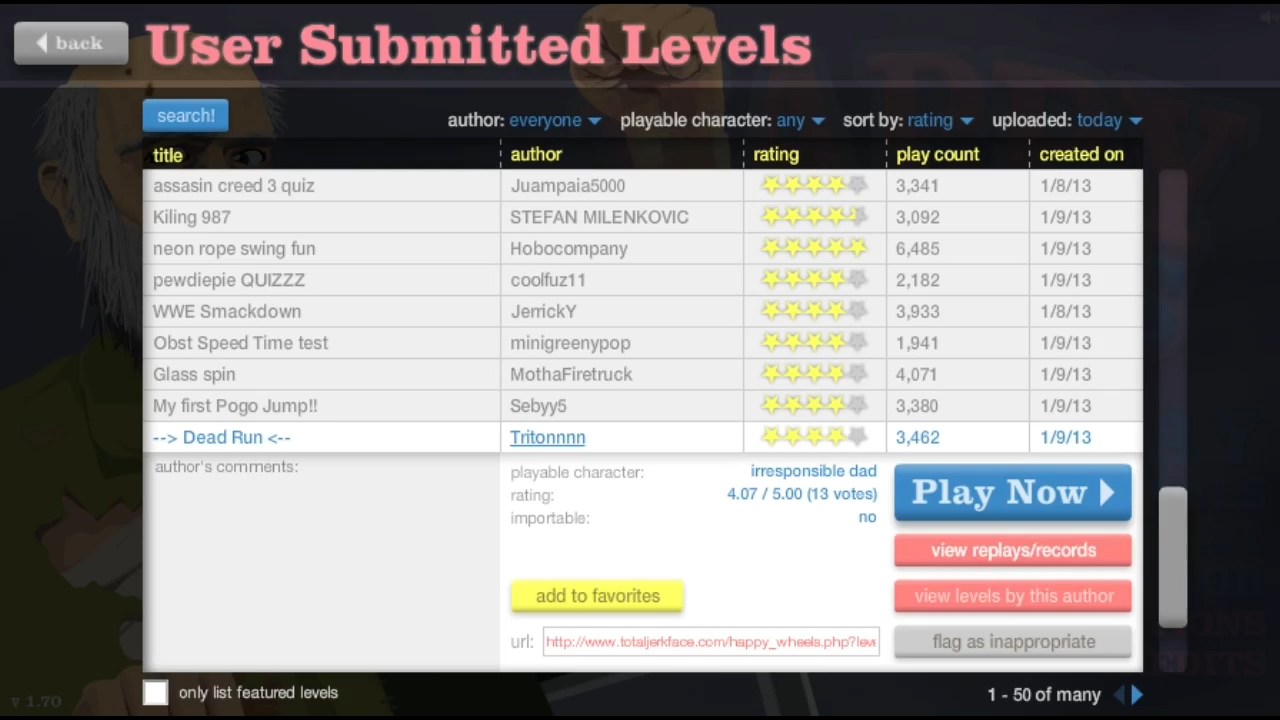 back
User Submitted Levels
search!
author: everyone playable character: any sort by: rating uploaded: today
title author rating play count created on
assasin creed 3 quiz Juampaia5000 3,341 1/8/13
Kiling 987 STEFAN MILENKOVIC 3,092 1/9/13
neon rope swing fun Hobocompany 6,485 1/9/13
pewdiepie QUIZZZ coolfuz11 2,182 1/9/13
WWE Smackdown JerrickY 3,933 1/8/13
Obst Speed Time test minigreenypop 1,941 1/9/13
Glass spin MothaFiretruck 4,071 1/9/13
My first Pogo Jump!! Sebyy5 3,380 1/9/13
--> Dead Run <-- Tritonnnn 3,462 1/9/13
author's comments:
playable character: irresponsible dad
rating: 4.07 / 5.00 (13 votes)
importable: no
Play Now
view replays/records
add to favorites
view levels by this author
url: http://www.totaljerkface.com/happy_wheels.php?lev
flag as inappropriate
only list featured levels
1 - 50 of many
v 1.70